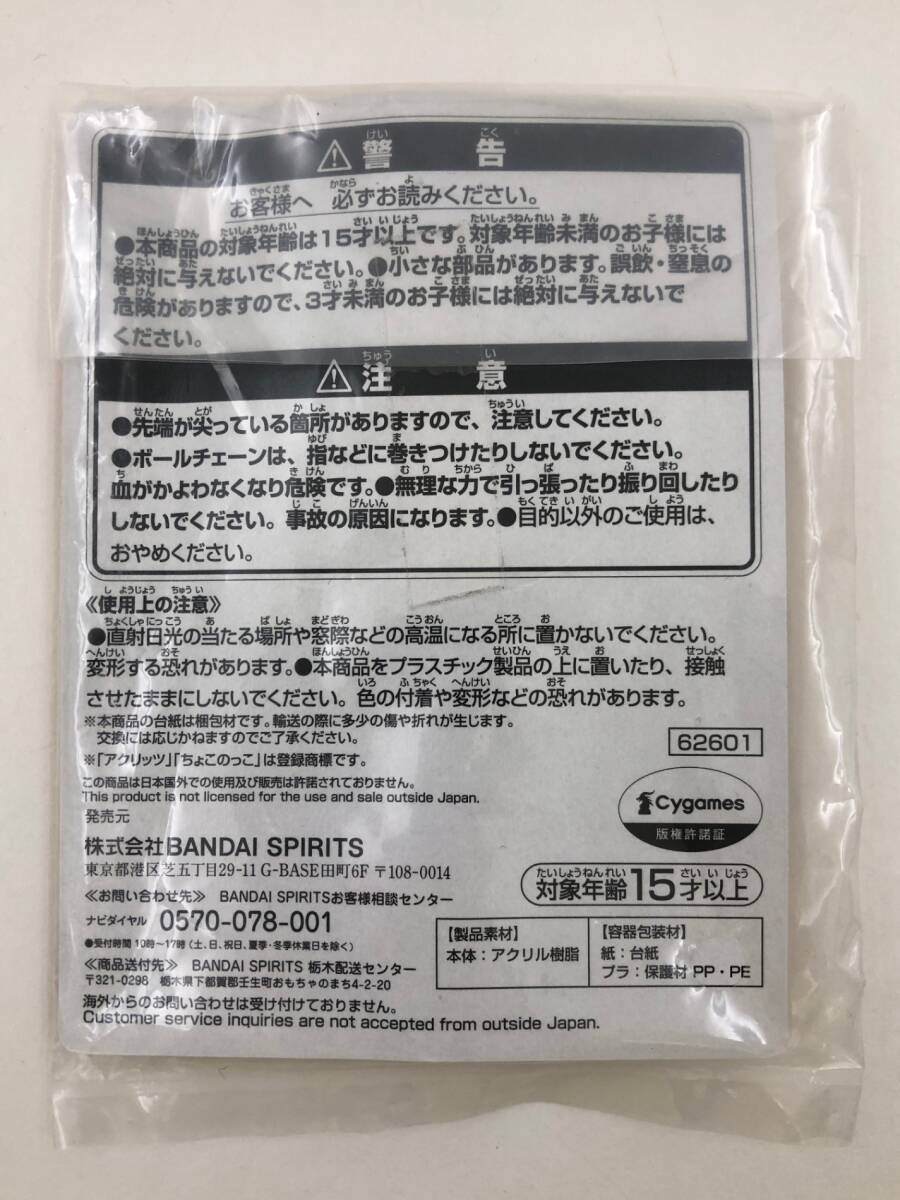 ⚠警告
お客様へ 必ずお読みください。
●本商品の対象年齢は15才以上です。対象年齢未満のお子様には
絶対に与えないでください。●小さな部品があります。誤飲・窒息の
危険がありますので、3才未満のお子様には絶対に与えないで
ください。
⚠注意
●先端が尖っている箇所がありますので、注意してください。
●ボールチェーンは、指などに巻きつけたりしないでください。
血がかよわなくなり危険です。●無理な力で引っ張ったり振り回したり
しないでください。事故の原因になります。●目的以外のご使用は、
おやめください。
《使用上の注意》
●直射日光の当たる場所や窓際などの高温になる所に置かないでください。
変形する恐れがあります。●本商品をプラスチック製品の上に置いたり、接触
させたままにしないでください。色の付着や変形などの恐れがあります。
※本商品の台紙は梱包材です。輸送の際に多少の傷や折れが生じます。
交換には応じかねますのでご了承ください。
62601
※「アクリッツ」「ちょこのっこ」は登録商標です。
この商品は日本国外での使用及び販売は許諾されておりません。
This product is not licensed for the use and sale outside Japan.
Cygames
版権許諾証
発売元
株式会社BANDAI SPIRITS
東京都港区芝五丁目29-11 G-BASE田町6F 〒108-0014
対象年齢15才以上
≪お問い合わせ先≫ BANDAI SPIRITSお客様相談センター
ナビダイヤル 0570-078-001
●受付時間 10時～17時（土、日、祝日、夏季・冬季休業日を除く）
≪商品送付先≫ BANDAI SPIRITS 栃木配送センター
〒321-0298 栃木県下都賀郡壬生町おもちゃのまち4-2-20
【製品素材】
本体：アクリル樹脂
【容器包装材】
紙：台紙
プラ：保護材 PP・PE
海外からのお問い合わせは受け付けておりません。
Customer service inquiries are not accepted from outside Japan.